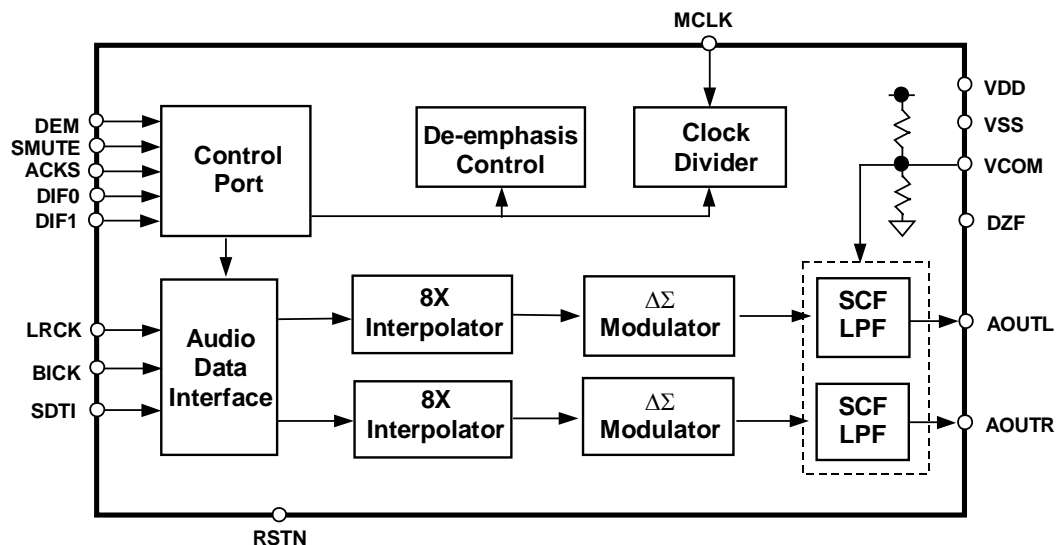 MCLK
DEM
SMUTE
ACKS
DIF0
DIF1
Control
Port
De-emphasis
Control
Clock
Divider
VDD
VSS
VCOM
DZF
LRCK
BICK
SDTI
Audio
Data
Interface
8X
Interpolator
ΔΣ
Modulator
SCF
LPF
AOUTL
8X
Interpolator
ΔΣ
Modulator
SCF
LPF
AOUTR
RSTN